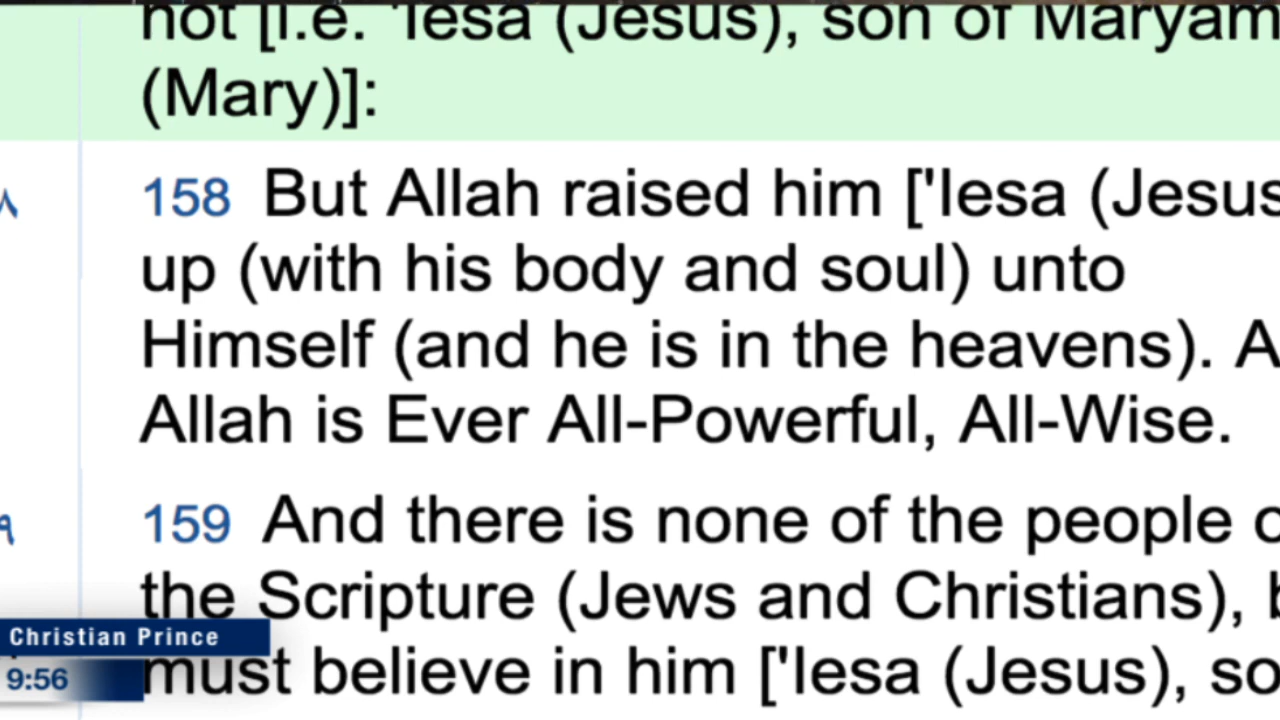 not [i.e. 'Iesa (Jesus), son of Maryam
(Mary)]:
٨
158 But Allah raised him ['Iesa (Jesus
up (with his body and soul) unto
Himself (and he is in the heavens). A
Allah is Ever All-Powerful, All-Wise.
٩
159 And there is none of the people o
the Scripture (Jews and Christians), b
must believe in him ['Iesa (Jesus), so
Christian Prince
9:56